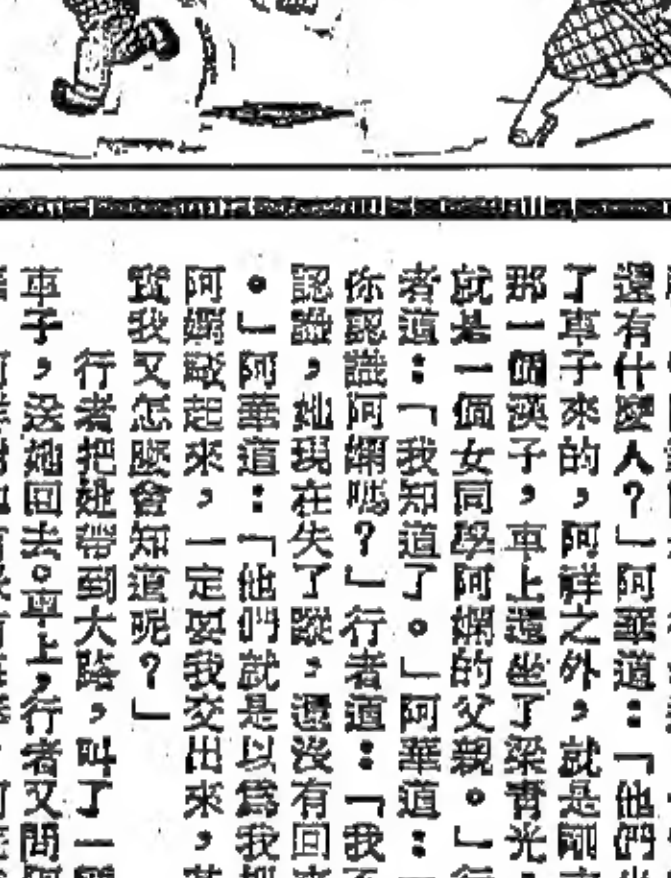 還有什麼人？」阿華道：「他們
了車子來的，阿祥之外，就是剛
那一個漢子，車上還坐了梁青光，
就是一個女同學阿嫻的父親。」行
者道：「我知道了。」阿華道：
你認識阿嫻嗎？」行者道：「我不
認識，她現在失了蹤，還沒有回來
。」阿華道：「他們就是以為我
阿嫻藏起來，一定要我交出來，其
實我又怎麼會知道呢？」
行者把她帶到大路，叫了一輛
車子，送她回去。車上，行者又問阿